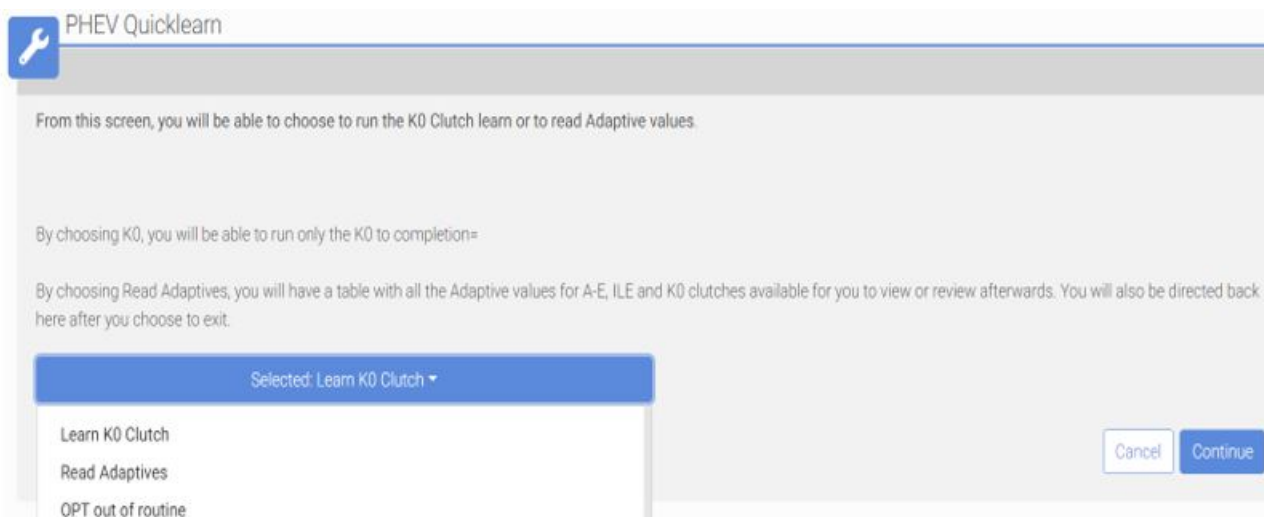 PHEV Quicklearn
From this screen, you will be able to choose to run the K0 Clutch learn or to read Adaptive values.
By choosing K0, you will be able to run only the K0 to completion=
By choosing Read Adaptives, you will have a table with all the Adaptive values for A-E, ILE and K0 clutches available for you to view or review afterwards. You will also be directed back
here after you choose to exit.
Selected: Learn K0 Clutch
Learn K0 Clutch
Read Adaptives
OPT out of routine
Cancel Continue